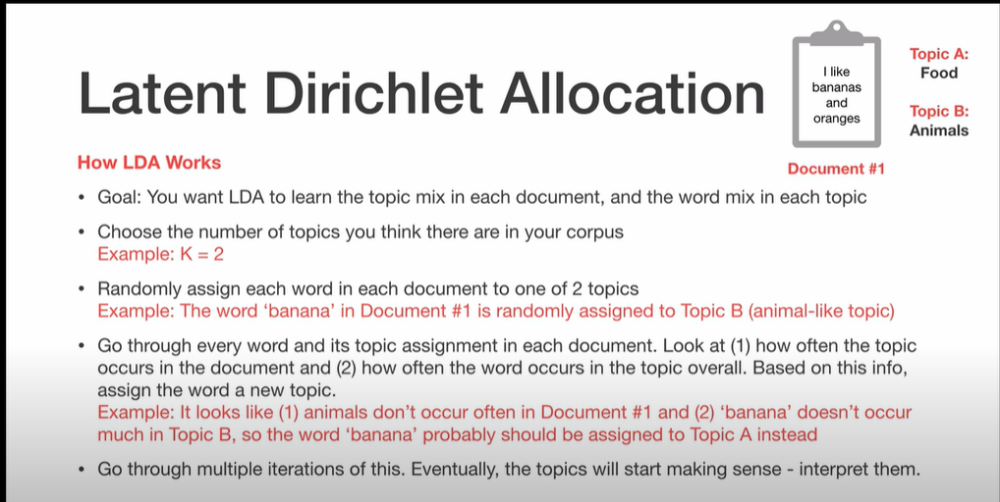 Latent Dirichlet Allocation
I like
bananas
and
oranges
Document #1
Topic A:
Food
Topic B:
Animals
How LDA Works
• Goal: You want LDA to learn the topic mix in each document, and the word mix in each topic
• Choose the number of topics you think there are in your corpus
Example: K = 2
• Randomly assign each word in each document to one of 2 topics
Example: The word ‘banana’ in Document #1 is randomly assigned to Topic B (animal-like topic)
• Go through every word and its topic assignment in each document. Look at (1) how often the topic
occurs in the document and (2) how often the word occurs in the topic overall. Based on this info,
assign the word a new topic.
Example: It looks like (1) animals don’t occur often in Document #1 and (2) ‘banana’ doesn’t occur
much in Topic B, so the word ‘banana’ probably should be assigned to Topic A instead
• Go through multiple iterations of this. Eventually, the topics will start making sense - interpret them.